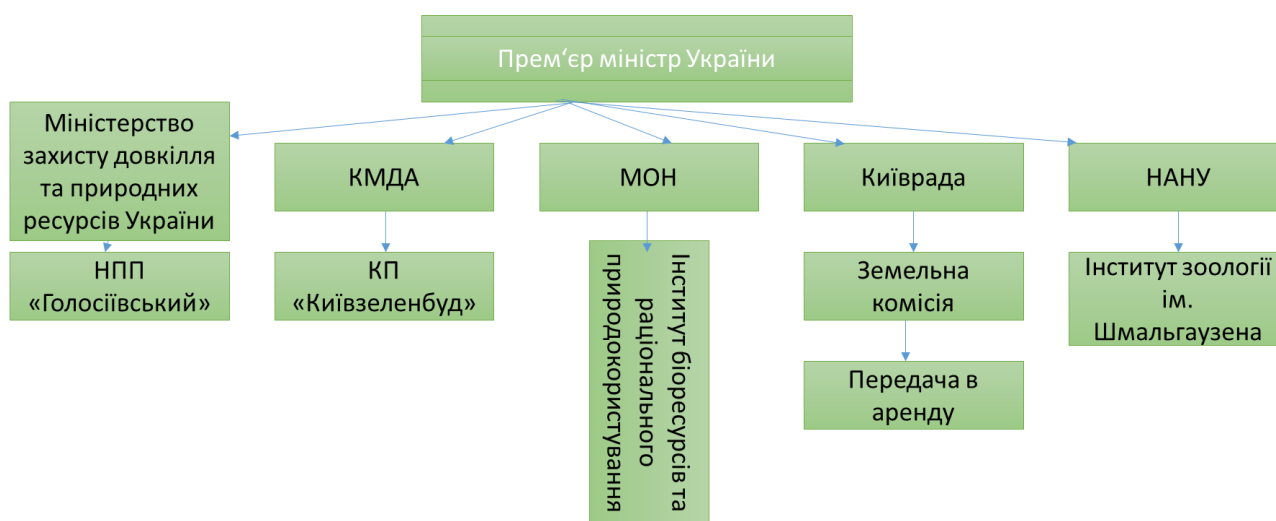 Прем‘єр міністр України
Міністерство
захисту довкілля
та природних
ресурсів України
КМДА
МОН
Київрада
НАНУ
НПП
«Голосіївський»
КП
«Київзеленбуд»
Інститут біоресурсів та
раціонального
природокористування
Земельна
комісія
Інститут зоології
ім.
Шмальгаузена
Передача в
аренду